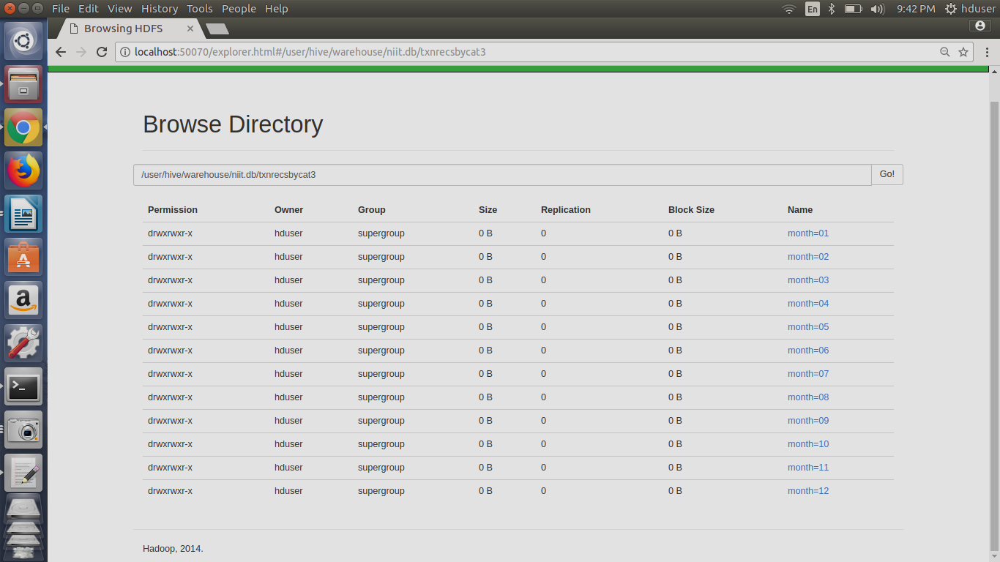 File Edit View History Tools People Help
En 9:42 PM hduser
Browsing HDFS
localhost:50070/explorer.html#/user/hive/warehouse/niit.db/txnrecsbycat3
Browse Directory
/user/hive/warehouse/niit.db/txnrecsbycat3 Go!
Permission Owner Group Size Replication Block Size Name
drwxrwxr-x hduser supergroup 0 B 0 0 B month=01
drwxrwxr-x hduser supergroup 0 B 0 0 B month=02
drwxrwxr-x hduser supergroup 0 B 0 0 B month=03
drwxrwxr-x hduser supergroup 0 B 0 0 B month=04
drwxrwxr-x hduser supergroup 0 B 0 0 B month=05
drwxrwxr-x hduser supergroup 0 B 0 0 B month=06
drwxrwxr-x hduser supergroup 0 B 0 0 B month=07
drwxrwxr-x hduser supergroup 0 B 0 0 B month=08
drwxrwxr-x hduser supergroup 0 B 0 0 B month=09
drwxrwxr-x hduser supergroup 0 B 0 0 B month=10
drwxrwxr-x hduser supergroup 0 B 0 0 B month=11
drwxrwxr-x hduser supergroup 0 B 0 0 B month=12
Hadoop, 2014.